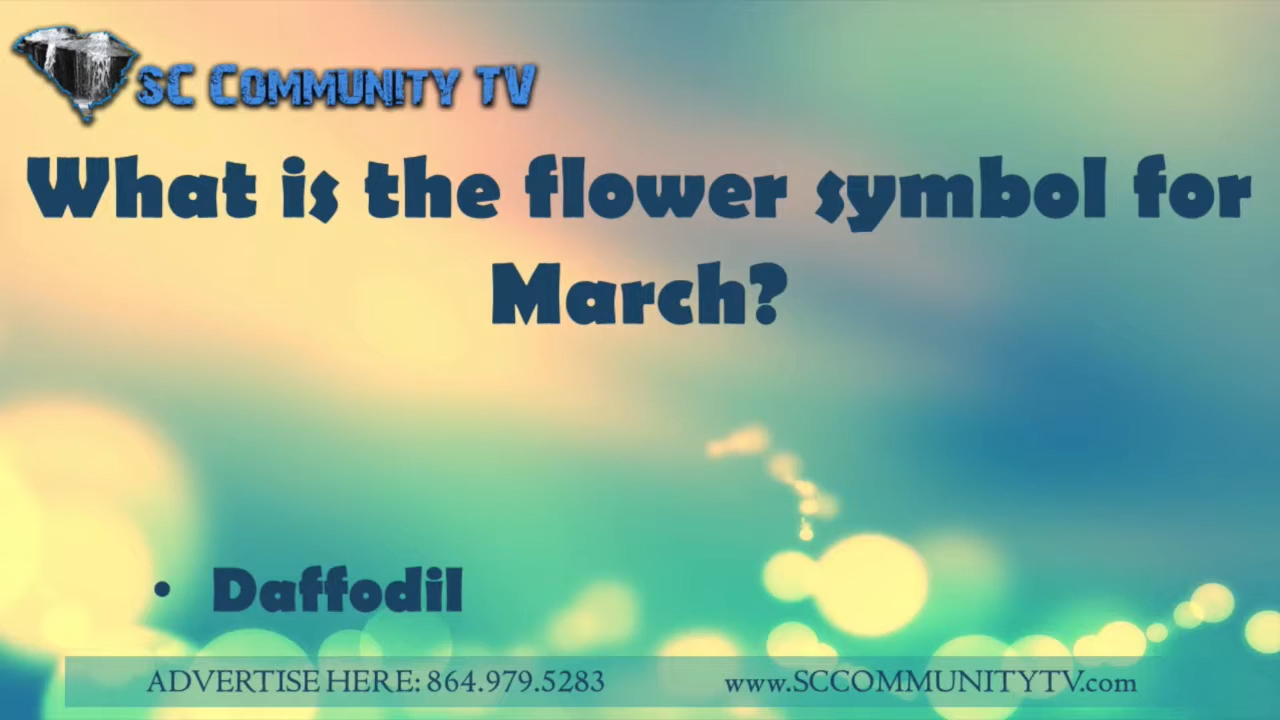 SC COMMUNITY TV
What is the flower symbol for
March?
• Daffodil
ADVERTISE HERE: 864.979.5283 www.SCCOMMUNITYTV.com